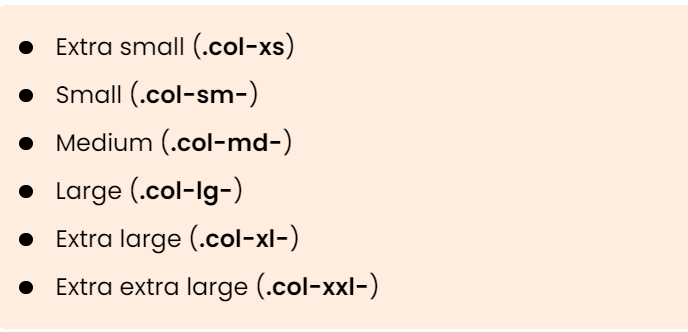 Extra small (.col-xs)
Small (.col-sm-)
Medium (.col-md-)
Large (.col-lg-)
Extra large (.col-xl-)
Extra extra large (.col-xxl-)